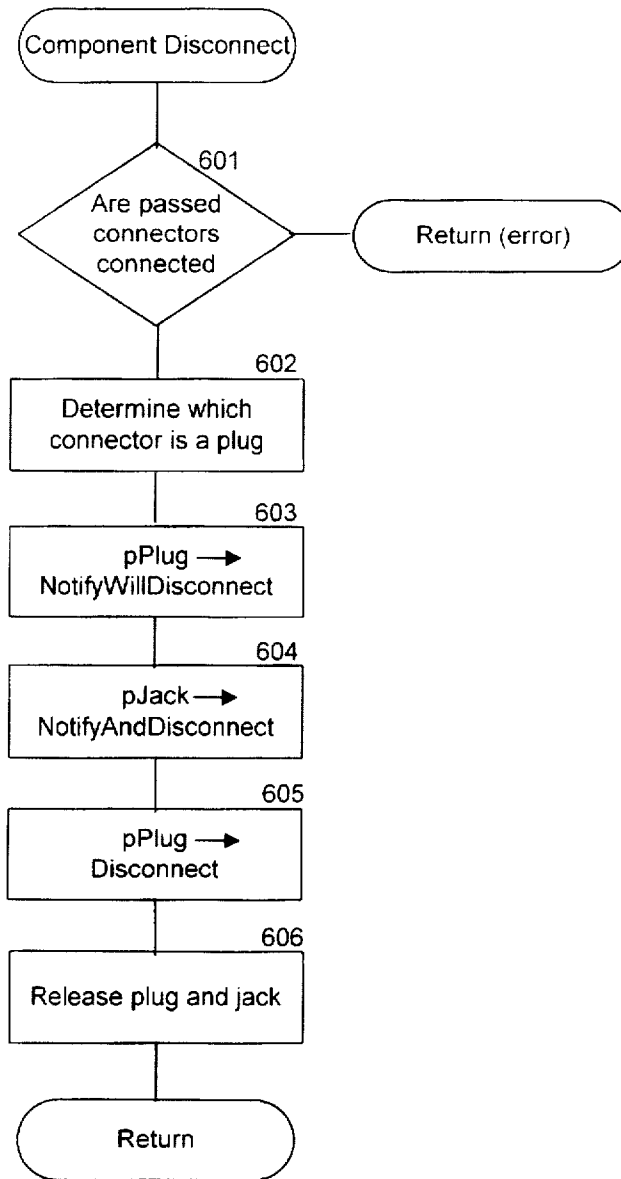 Component Disconnect
601
Are passed
connectors
connected
Return (error)
602
Determine which
connector is a plug
603
pPlug →
NotifyWillDisconnect
604
pJack →
NotifyAndDisconnect
605
pPlug →
Disconnect
606
Release plug and jack
Return